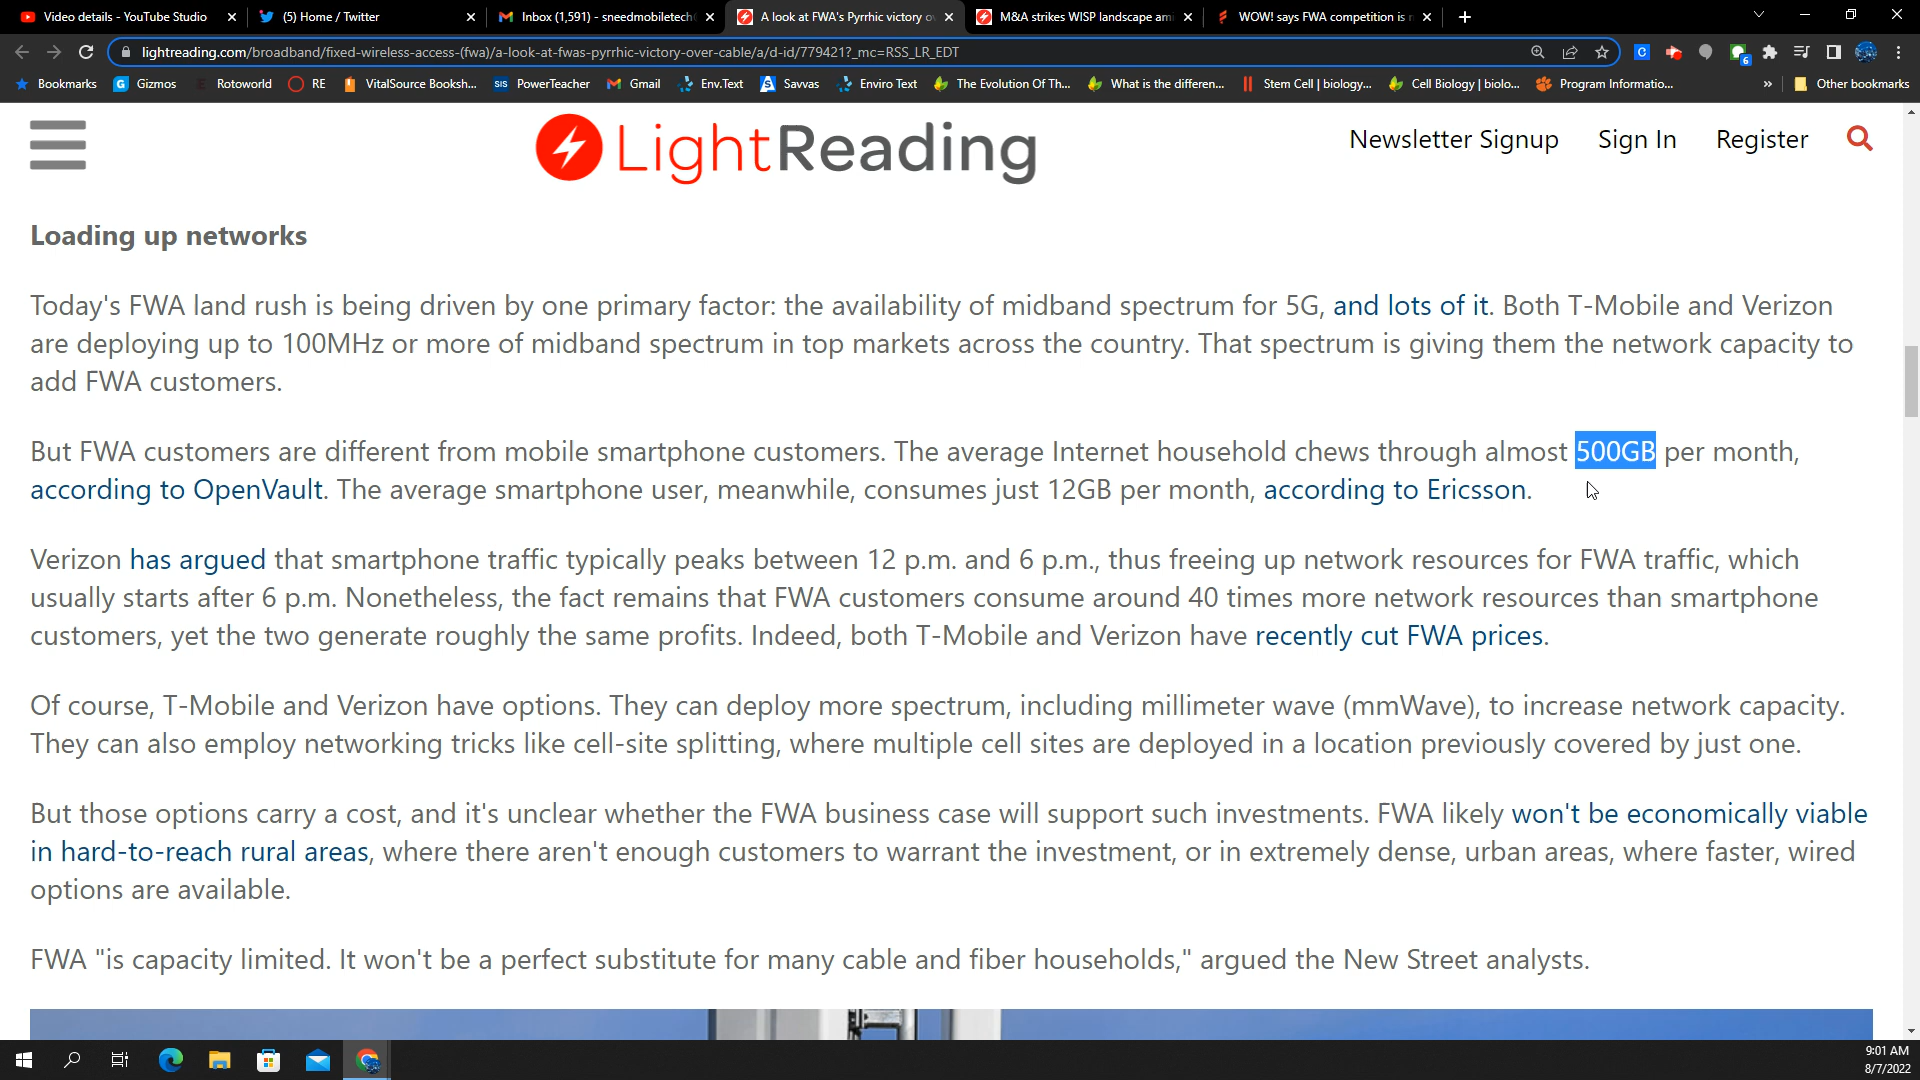 Video details - YouTube Studio
(5) Home / Twitter
Inbox (1,591) - sneedmobiletech
A look at FWA's Pyrrhic victory o
M&A strikes WISP landscape ami
WOW! says FWA competition is
lightreading.com/broadband/fixed-wireless-access-(fwa)/a-look-at-fwas-pyrrhic-victory-over-cable/a/d-id/779421?_mc=RSS_LR_EDT
6
Bookmarks
Gizmos
Rotoworld
RE
VitalSource Booksh...
SIS PowerTeacher
Gmail
Env.Text
Savvas
Enviro Text
The Evolution Of Th...
What is the differen...
Stem Cell | biology...
Cell Biology | biolo...
Program Informatio...
»
Other bookmarks
LightReading
Newsletter Signup
Sign In
Register
Loading up networks
Today's FWA land rush is being driven by one primary factor: the availability of midband spectrum for 5G, and lots of it. Both T-Mobile and Verizon
are deploying up to 100MHz or more of midband spectrum in top markets across the country. That spectrum is giving them the network capacity to
add FWA customers.
But FWA customers are different from mobile smartphone customers. The average Internet household chews through almost 500GB per month,
according to OpenVault. The average smartphone user, meanwhile, consumes just 12GB per month, according to Ericsson.
Verizon has argued that smartphone traffic typically peaks between 12 p.m. and 6 p.m., thus freeing up network resources for FWA traffic, which
usually starts after 6 p.m. Nonetheless, the fact remains that FWA customers consume around 40 times more network resources than smartphone
customers, yet the two generate roughly the same profits. Indeed, both T-Mobile and Verizon have recently cut FWA prices.
Of course, T-Mobile and Verizon have options. They can deploy more spectrum, including millimeter wave (mmWave), to increase network capacity.
They can also employ networking tricks like cell-site splitting, where multiple cell sites are deployed in a location previously covered by just one.
But those options carry a cost, and it's unclear whether the FWA business case will support such investments. FWA likely won't be economically viable
in hard-to-reach rural areas, where there aren't enough customers to warrant the investment, or in extremely dense, urban areas, where faster, wired
options are available.
FWA "is capacity limited. It won't be a perfect substitute for many cable and fiber households," argued the New Street analysts.
9:01 AM
8/7/2022